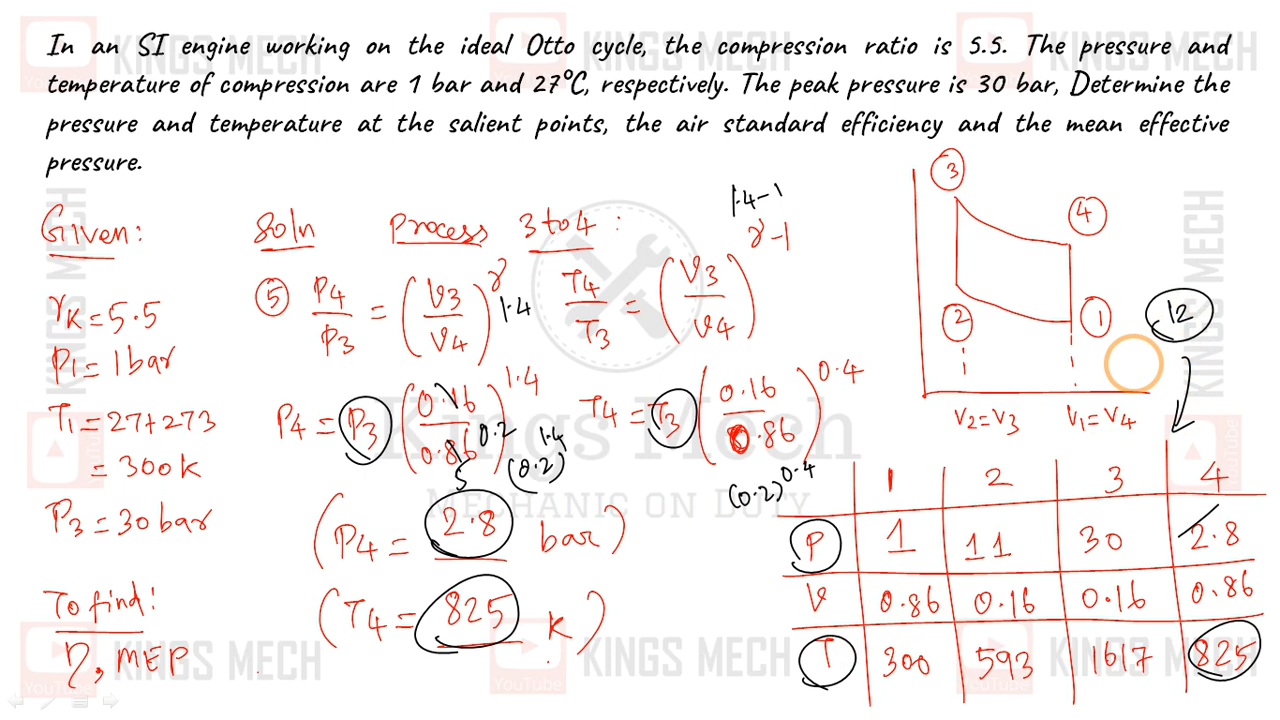 In an SI engine working on the ideal Otto cycle, the compression ratio is 5.5. The pressure and
temperature of compression are 1 bar and 27°C, respectively. The peak pressure is 30 bar, Determine the
pressure and temperature at the salient points, the air standard efficiency and the mean effective
pressure.
Given:
rK = 5.5
P1 = 1 bar
T1 = 27+273
= 300 K
P3 = 30 bar
To find:
η, MEP
Soln Process 3 to 4 :
1.4-1
γ-1
⑤ P4/P3 = (V3/V4)^γ 1.4 T4/T3 = (V3/V4)
P4 = P3 (0.16/0.86)^1.4 T4 = T3 (0.16/0.86)^0.4
0.2
5
(0.2)^1.4
(0.2)^0.4
(P4 = 2.8 bar)
(T4 = 825 K)
③
④
②
①
12
V2=V3 V1=V4
1 2 3 4
P 1 11 30 2.8
V 0.86 0.16 0.16 0.86
T 300 593 1617 825
KINGS MECH
Kings Mech
MECHANIC ON DUTY
YouTube